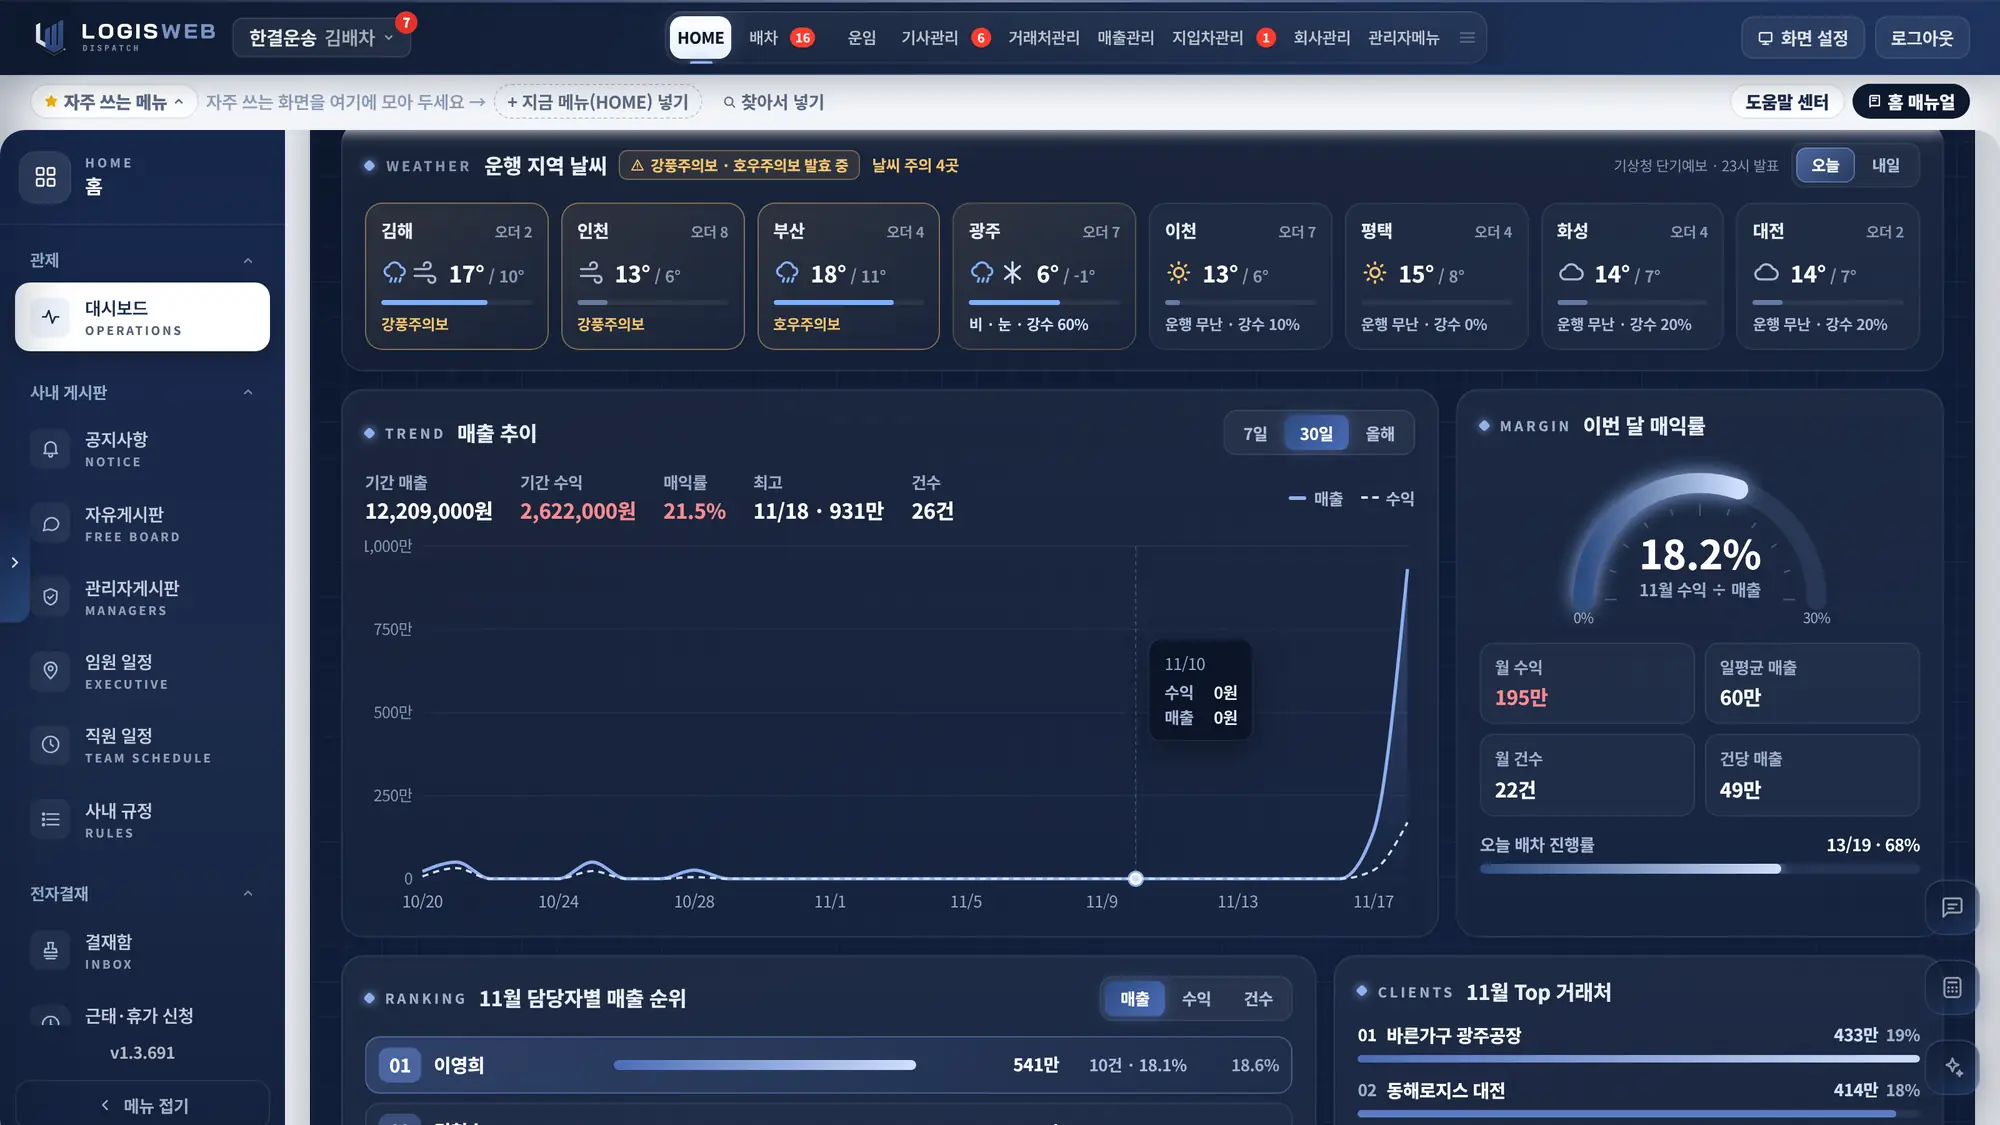 LOGISWEB
DISPATCH
한결운송 김배차
7
HOME
배차 16
운임
기사관리 6
거래처관리
매출관리
지입차관리 1
회사관리
관리자메뉴
화면 설정
로그아웃
자주 쓰는 메뉴
자주 쓰는 화면을 여기에 모아 두세요 →
+ 지금 메뉴(HOME) 넣기
찾아서 넣기
도움말 센터
홈 매뉴얼
HOME
홈
관제
대시보드
OPERATIONS
사내 게시판
공지사항
NOTICE
자유게시판
FREE BOARD
관리자게시판
MANAGERS
임원 일정
EXECUTIVE
직원 일정
TEAM SCHEDULE
사내 규정
RULES
전자결재
결재함
INBOX
근태·휴가 신청
v1.3.691
메뉴 접기
WEATHER 운행 지역 날씨
강풍주의보 · 호우주의보 발효 중
날씨 주의 4곳
기상청 단기예보 · 23시 발표
오늘
내일
김해 오더 2
17° / 10°
강풍주의보
인천 오더 8
13° / 6°
강풍주의보
부산 오더 4
18° / 11°
호우주의보
광주 오더 7
6° / -1°
비 · 눈 · 강수 60%
이천 오더 7
13° / 6°
운행 무난 · 강수 10%
평택 오더 4
15° / 8°
운행 무난 · 강수 0%
화성 오더 4
14° / 7°
운행 무난 · 강수 20%
대전 오더 2
14° / 7°
운행 무난 · 강수 20%
TREND 매출 추이
7일
30일
올해
기간 매출
12,209,000원
기간 수익
2,622,000원
매익률
21.5%
최고
11/18 · 931만
건수
26건
매출
수익
1,000만
750만
500만
250만
0
11/10
수익 0원
매출 0원
10/20
10/24
10/28
11/1
11/5
11/9
11/13
11/17
MARGIN 이번 달 매익률
18.2%
11월 수익 ÷ 매출
0%
30%
월 수익
195만
일평균 매출
60만
월 건수
22건
건당 매출
49만
오늘 배차 진행률 13/19 · 68%
RANKING 11월 담당자별 매출 순위
매출
수익
건수
01 이영희 541만 10건 · 18.1% 18.6%
CLIENTS 11월 Top 거래처
01 바른가구 광주공장 433만 19%
02 동해로지스 대전 414만 18%